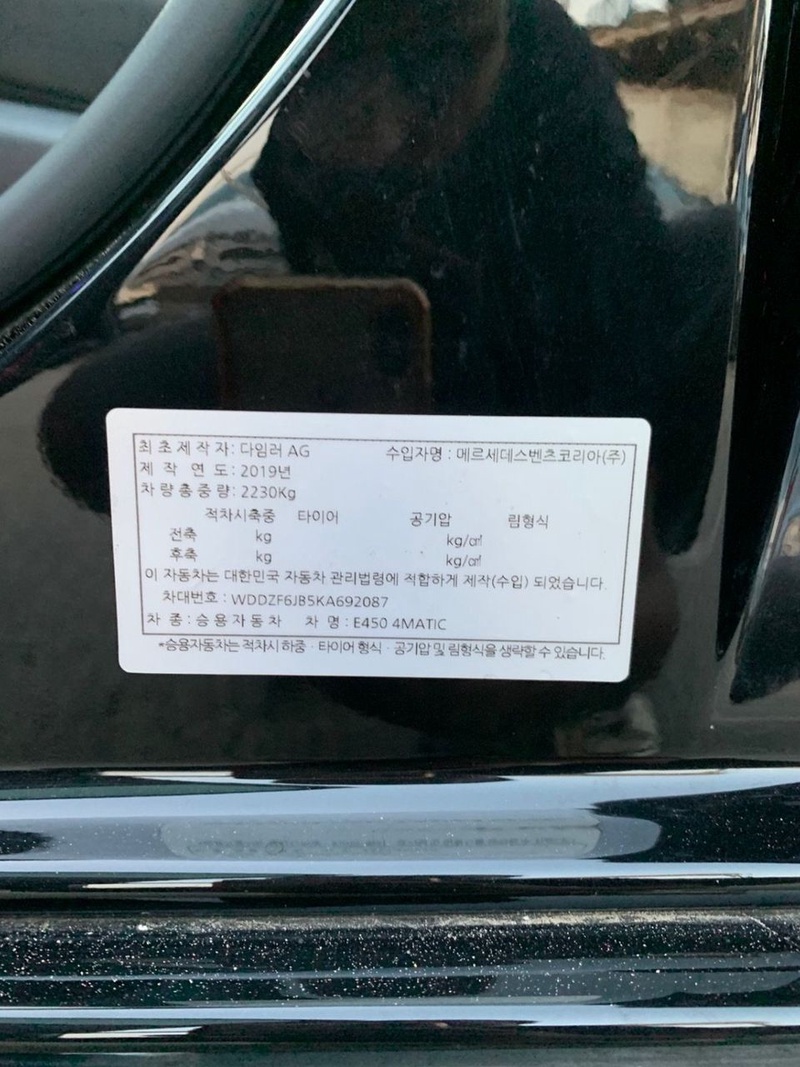 최초제작자: 다임러 AG 수입자명 : 메르세데스벤츠코리아(주)
제 작 연 도: 2019년
차량총중량: 2230Kg
적차시축중 타이어 공기압 림형식
전축 kg kg/㎠
후축 kg kg/㎠
이 자동차는 대한민국 자동차 관리법령에 적합하게 제작(수입) 되었습니다.
차대번호 : WDDZF6JB5KA692087
차 종 : 승용자동차 차 명 : E450 4MATIC
*승용자동차는 적차시 하중 · 타이어 형식 · 공기압 및 림형식을 생략할 수 있습니다.